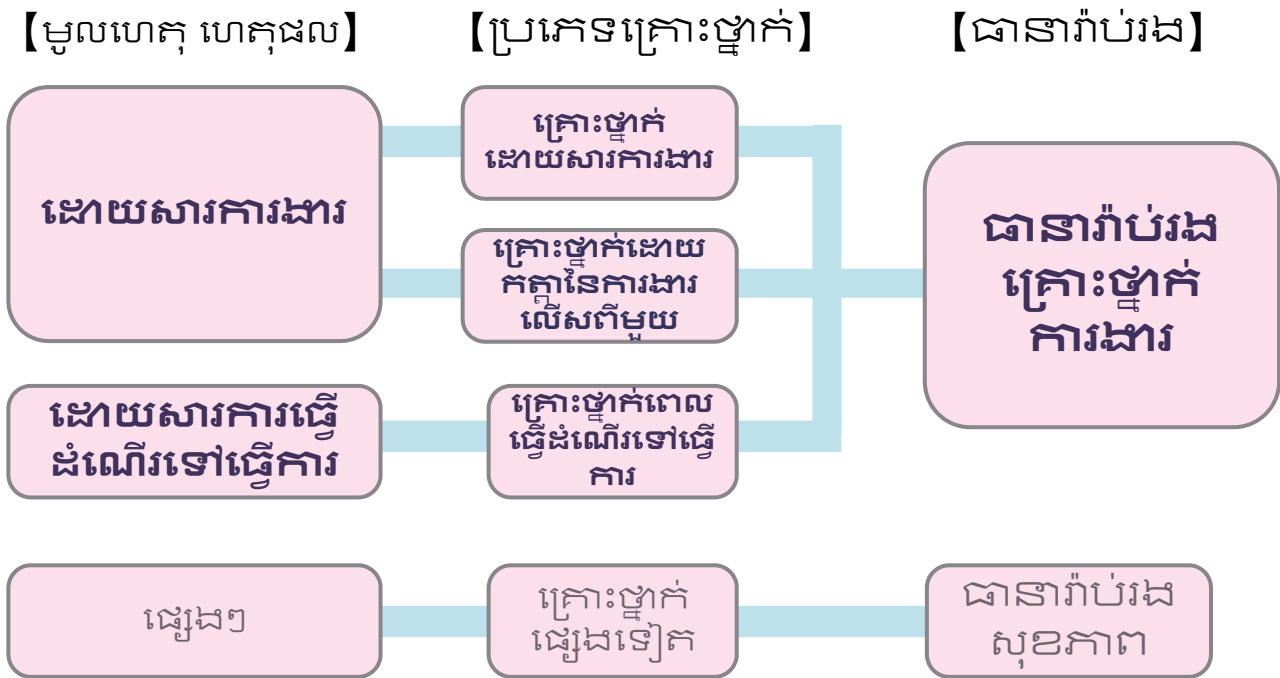 【មូលហេតុ ហេតុផល】
【ប្រភេទគ្រោះថ្នាក់】
【ធានារ៉ាប់រង】
ដោយសារការងារ
គ្រោះថ្នាក់
ដោយសារការងារ
គ្រោះថ្នាក់ដោយ
កត្តានៃការងារ
លើសពីមួយ
ធានារ៉ាប់រង
គ្រោះថ្នាក់
ការងារ
ដោយសារការធ្វើ
ដំណើរទៅធ្វើការ
គ្រោះថ្នាក់ពេល
ធ្វើដំណើរទៅធ្វើ
ការ
ផ្សេងៗ
គ្រោះថ្នាក់
ផ្សេងទៀត
ធានារ៉ាប់រង
សុខភាព